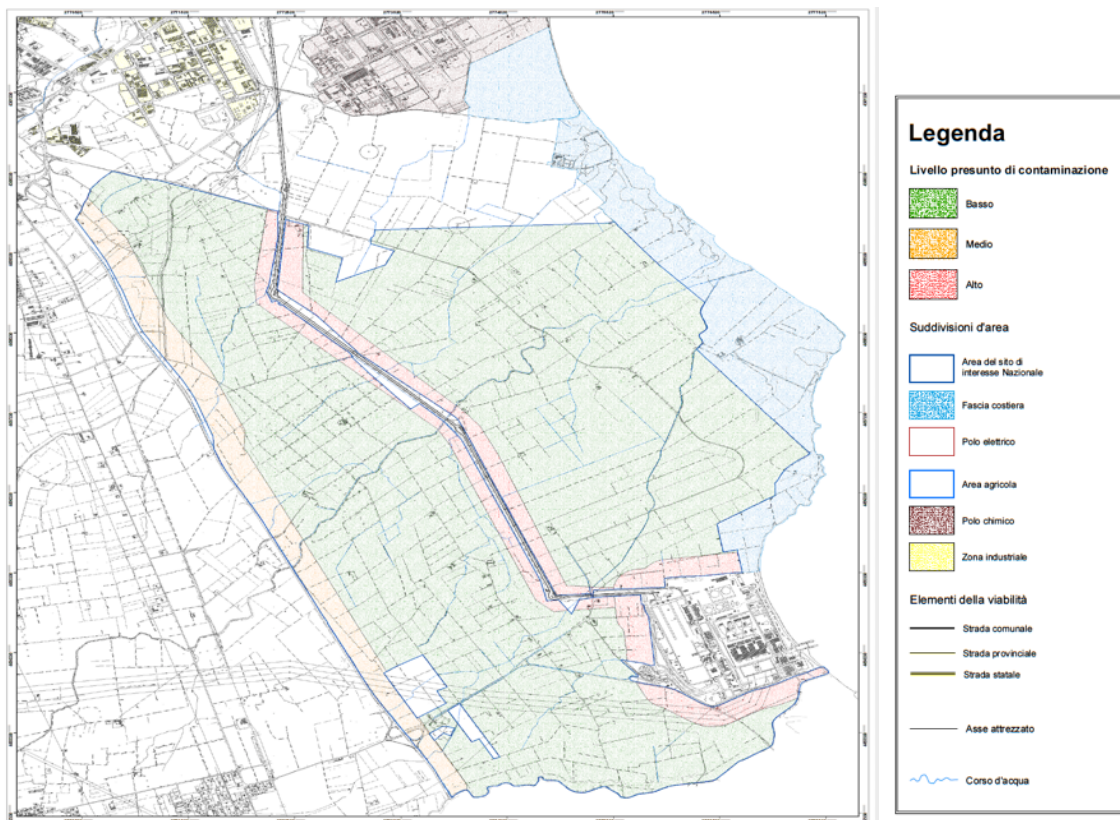 Legenda
Livello presunto di contaminazione
Basso
Medio
Alto
Suddivisioni d'area
Area del sito di
interesse Nazionale
Fascia costiera
Polo elettrico
Area agricola
Polo chimico
Zona industriale
Elementi della viabilità
Strada comunale
Strada provinciale
Strada statale
Asse attrezzato
Corso d'acqua